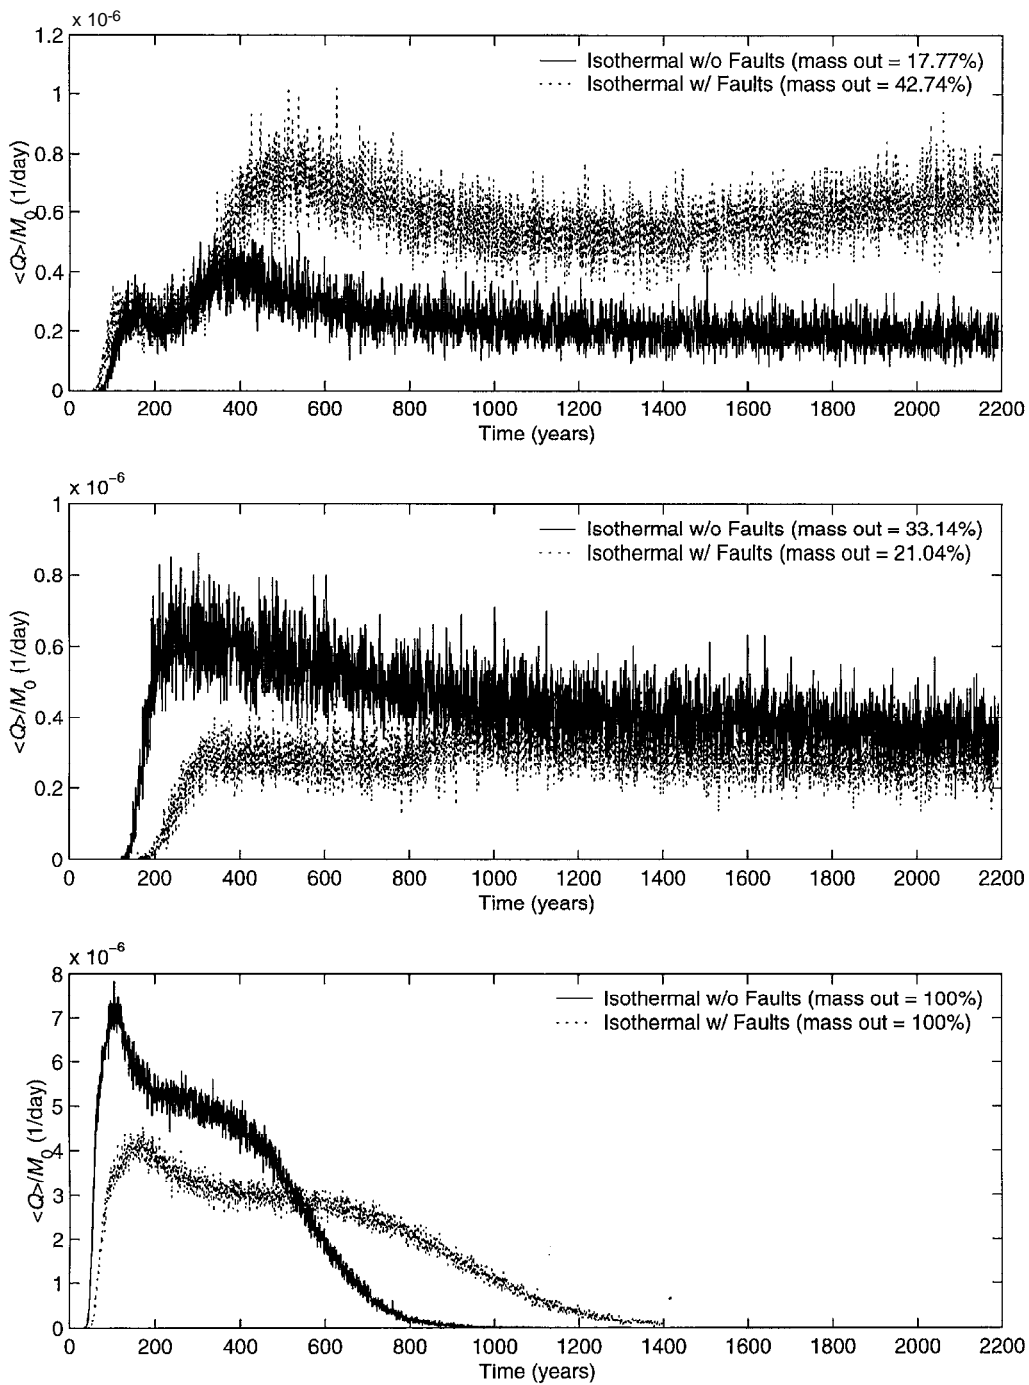 x 10^-6
1.2
1
0.8
0.6
0.4
0.2
0
<Q>/M_0 (1/day)
Isothermal w/o Faults (mass out = 17.77%)
Isothermal w/ Faults (mass out = 42.74%)
0 200 400 600 800 1000 1200 1400 1600 1800 2000 2200
Time (years)
x 10^-6
1
0.8
0.6
0.4
0.2
0
<Q>/M_0 (1/day)
Isothermal w/o Faults (mass out = 33.14%)
Isothermal w/ Faults (mass out = 21.04%)
0 200 400 600 800 1000 1200 1400 1600 1800 2000 2200
Time (years)
x 10^-6
8
7
6
5
4
3
2
1
0
<Q>/M_0 (1/day)
Isothermal w/o Faults (mass out = 100%)
Isothermal w/ Faults (mass out = 100%)
0 200 400 600 800 1000 1200 1400 1600 1800 2000 2200
Time (years)